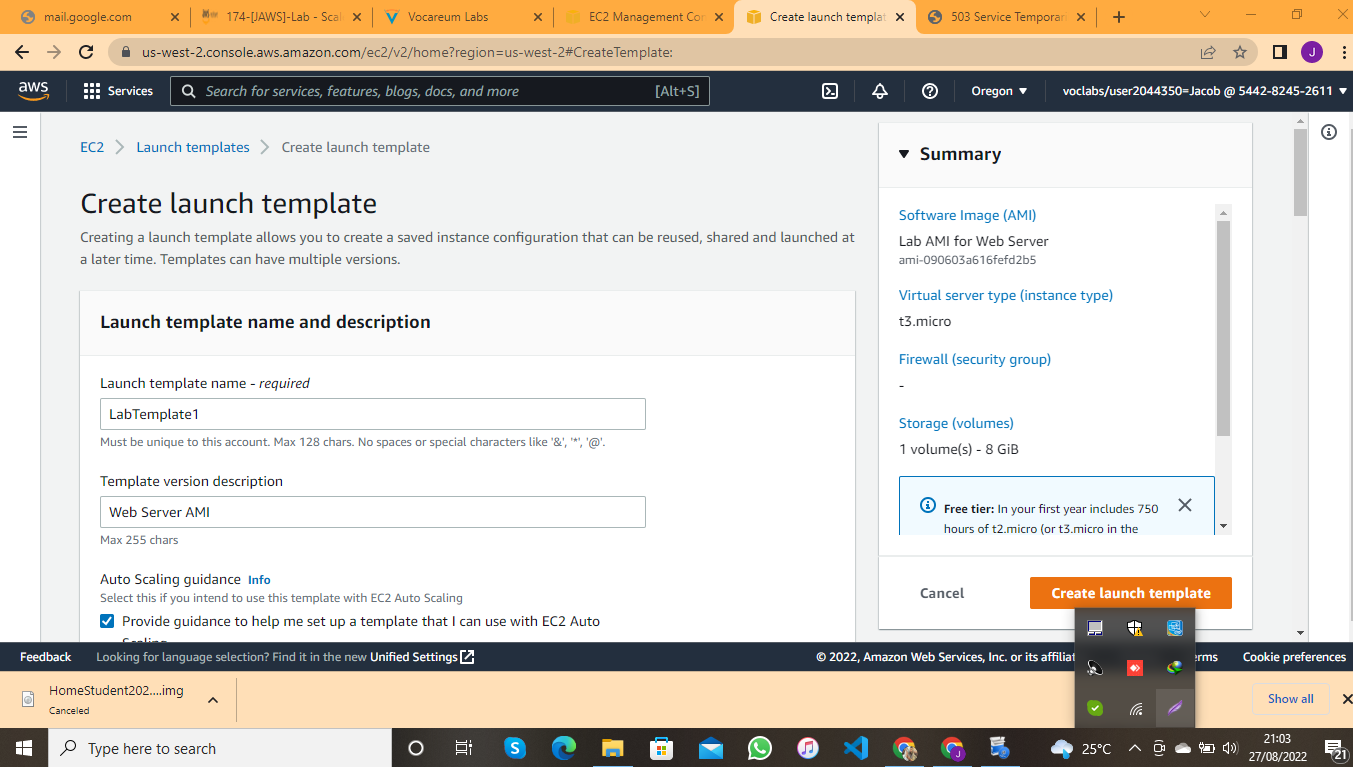 mail.google.com
174-[JAWS]-Lab - Scal
Vocareum Labs
EC2 Management Con
Create launch templat
503 Service Temporar
us-west-2.console.aws.amazon.com/ec2/v2/home?region=us-west-2#CreateTemplate:
J
aws
Services
Search for services, features, blogs, docs, and more
[Alt+S]
Oregon
voclabs/user2044350=Jacob @ 5442-8245-2611
EC2
Launch templates
Create launch template
Create launch template
Creating a launch template allows you to create a saved instance configuration that can be reused, shared and launched at
a later time. Templates can have multiple versions.
Launch template name and description
Launch template name - required
LabTemplate1
Must be unique to this account. Max 128 chars. No spaces or special characters like '&', '*', '@'.
Template version description
Web Server AMI
Max 255 chars
Auto Scaling guidance Info
Select this if you intend to use this template with EC2 Auto Scaling
Provide guidance to help me set up a template that I can use with EC2 Auto
Scaling
Summary
Software Image (AMI)
Lab AMI for Web Server
ami-090603a616fefd2b5
Virtual server type (instance type)
t3.micro
Firewall (security group)
-
Storage (volumes)
1 volume(s) - 8 GiB
Free tier: In your first year includes 750
hours of t2.micro (or t3.micro in the
Cancel
Create launch template
Feedback
Looking for language selection? Find it in the new Unified Settings
© 2022, Amazon Web Services, Inc. or its affiliat
erms
Cookie preferences
HomeStudent202....img
Canceled
Show all
Type here to search
25°C
21:03
27/08/2022
21